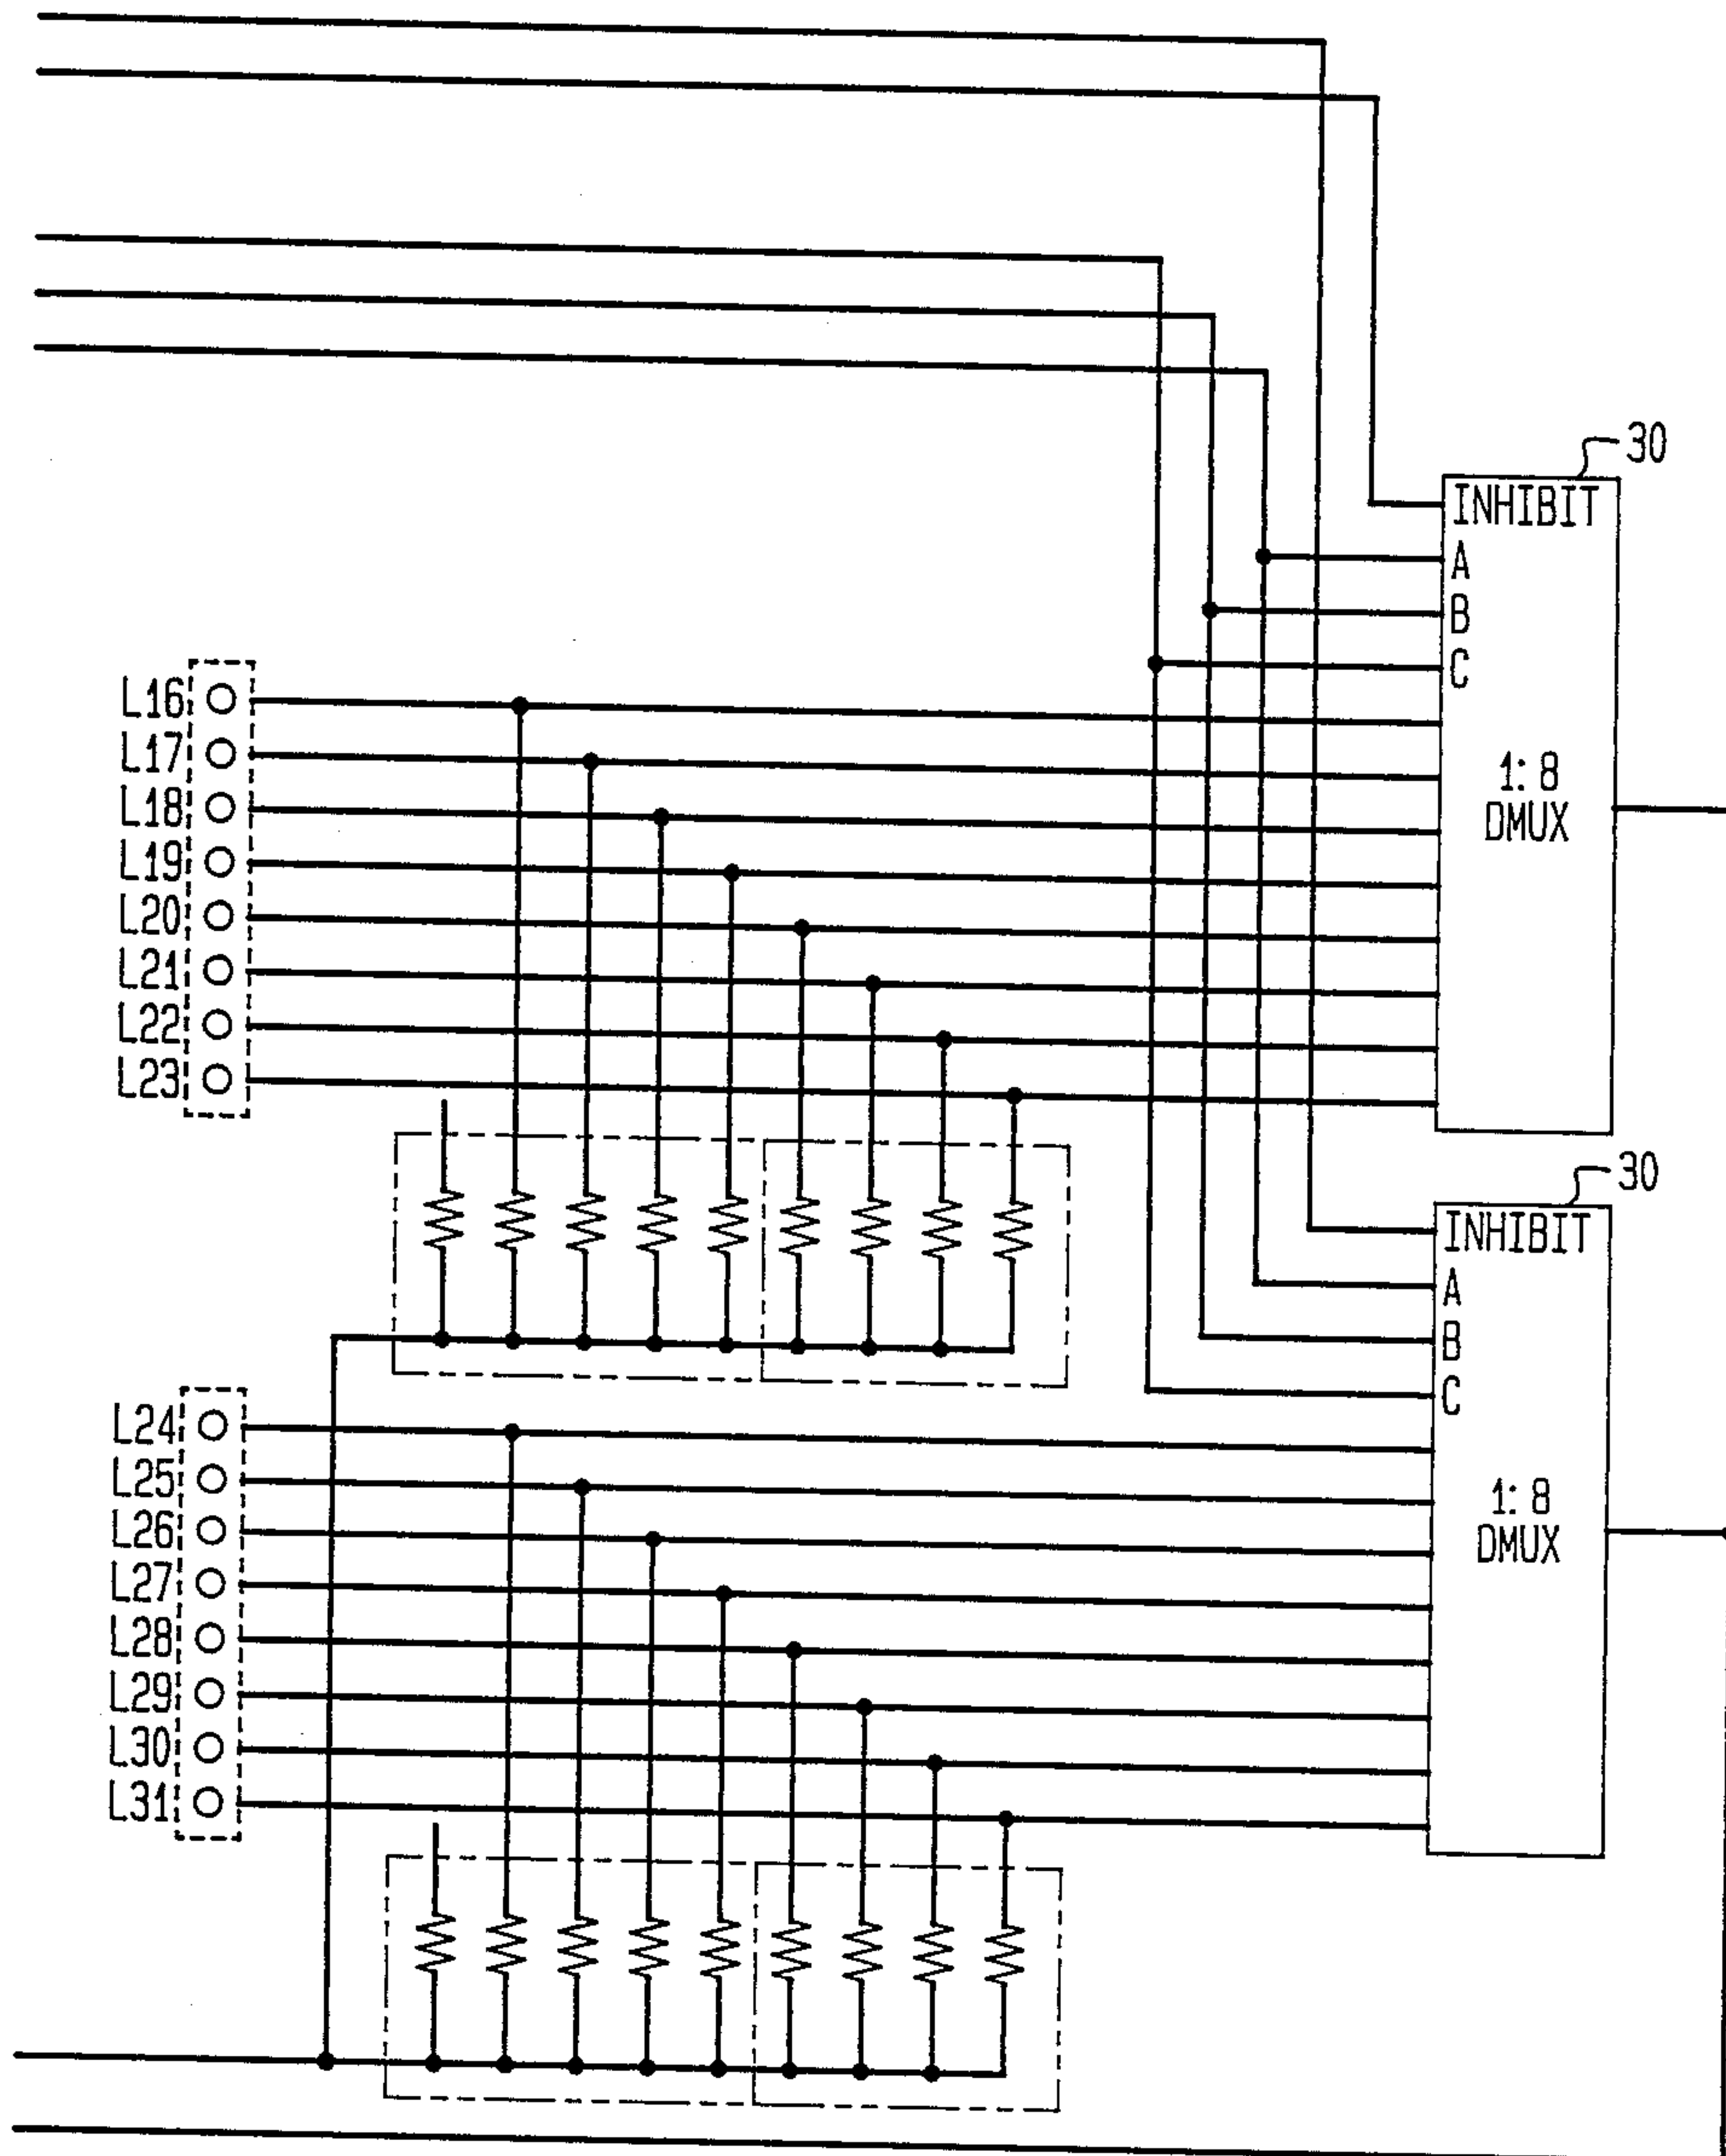 30
INHIBIT
A
B
C
1:8
DMUX
L16
L17
L18
L19
L20
L21
L22
L23
30
INHIBIT
A
B
C
1:8
DMUX
L24
L25
L26
L27
L28
L29
L30
L31